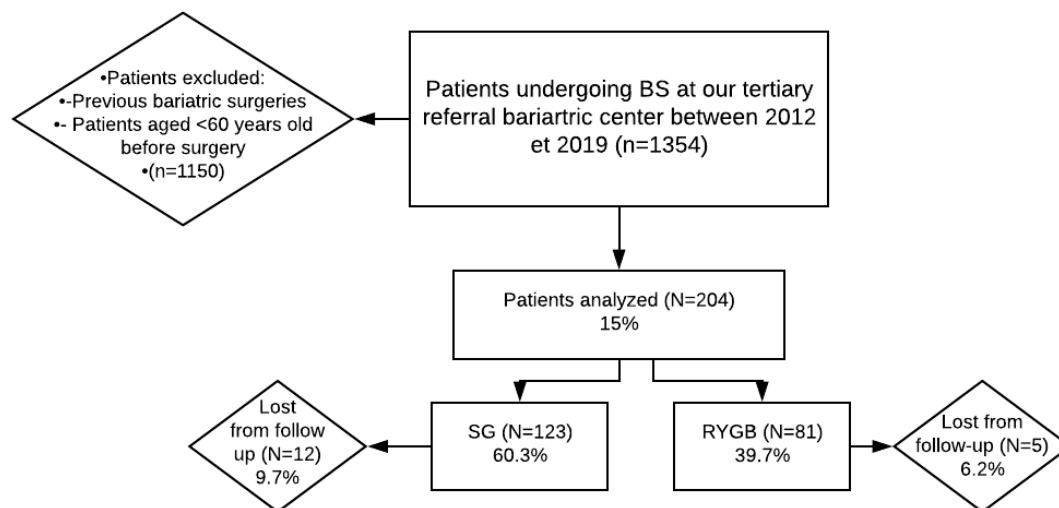 •Patients excluded:
•-Previous bariatric surgeries
•- Patients aged <60 years old
before surgery
•(n=1150)
Patients undergoing BS at our tertiary
referral bariartric center between 2012
et 2019 (n=1354)
Patients analyzed (N=204)
15%
Lost
from follow
up (N=12)
9.7%
SG (N=123)
60.3%
RYGB (N=81)
39.7%
Lost from
follow-up (N=5)
6.2%